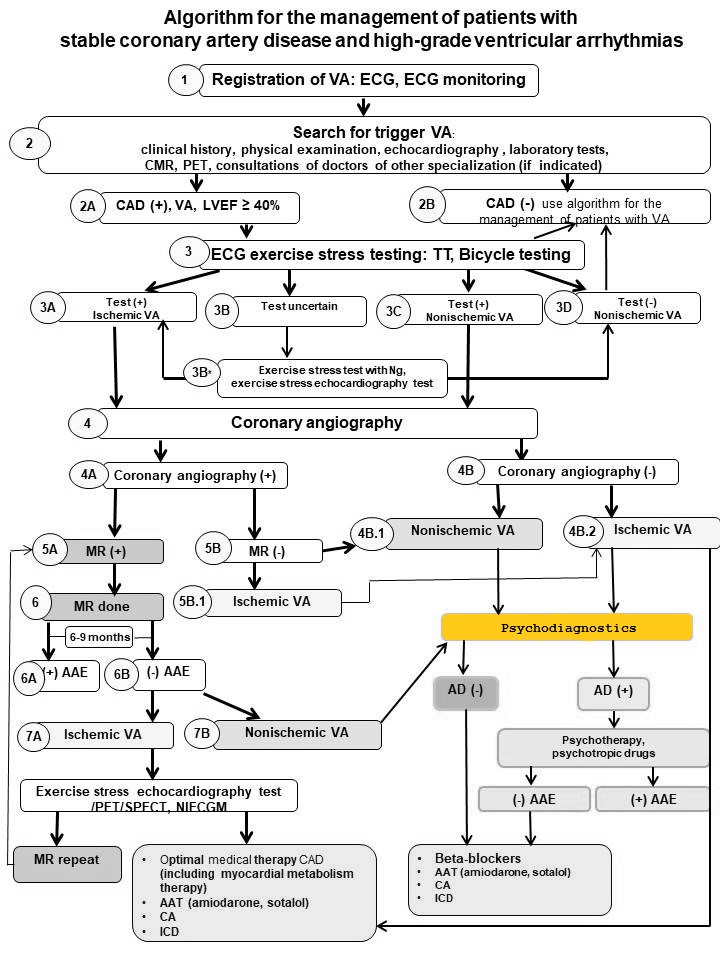 Algorithm for the management of patients with
stable coronary artery disease and high-grade ventricular arrhythmias
1
Registration of VA: ECG, ECG monitoring
2
Search for trigger VA:
clinical history, physical examination, echocardiography , laboratory tests,
CMR, PET, consultations of doctors of other specialization (if indicated)
2A
CAD (+), VA, LVEF ≥ 40%
2B
CAD (-) use algorithm for the
management of patients with VA
3
ECG exercise stress testing: TT, Bicycle testing
3A
Test (+)
Ischemic VA
3B
Test uncertain
3C
Test (+)
Nonischemic VA
3D
Test (-)
Nonischemic VA
3B*
Exercise stress test with Ng,
exercise stress echocardiography test
4
Coronary angiography
4A
Coronary angiography (+)
4B
Coronary angiography (-)
5A
MR (+)
5B
MR (-)
4B.1
Nonischemic VA
4B.2
Ischemic VA
6
MR done
5B.1
Ischemic VA
6-9 months
Psychodiagnostics
6A
(+) AAE
6B
(-) AAE
AD (-)
AD (+)
7A
Ischemic VA
7B
Nonischemic VA
Psychotherapy,
psychotropic drugs
(-) AAE
(+) AAE
Exercise stress echocardiography test
/PET/SPECT, NIECGM
MR repeat
• Optimal medical therapy CAD
(including myocardial metabolism
therapy)
• AAT (amiodarone, sotalol)
• CA
• ICD
• Beta-blockers
• AAT (amiodarone, sotalol)
• CA
• ICD